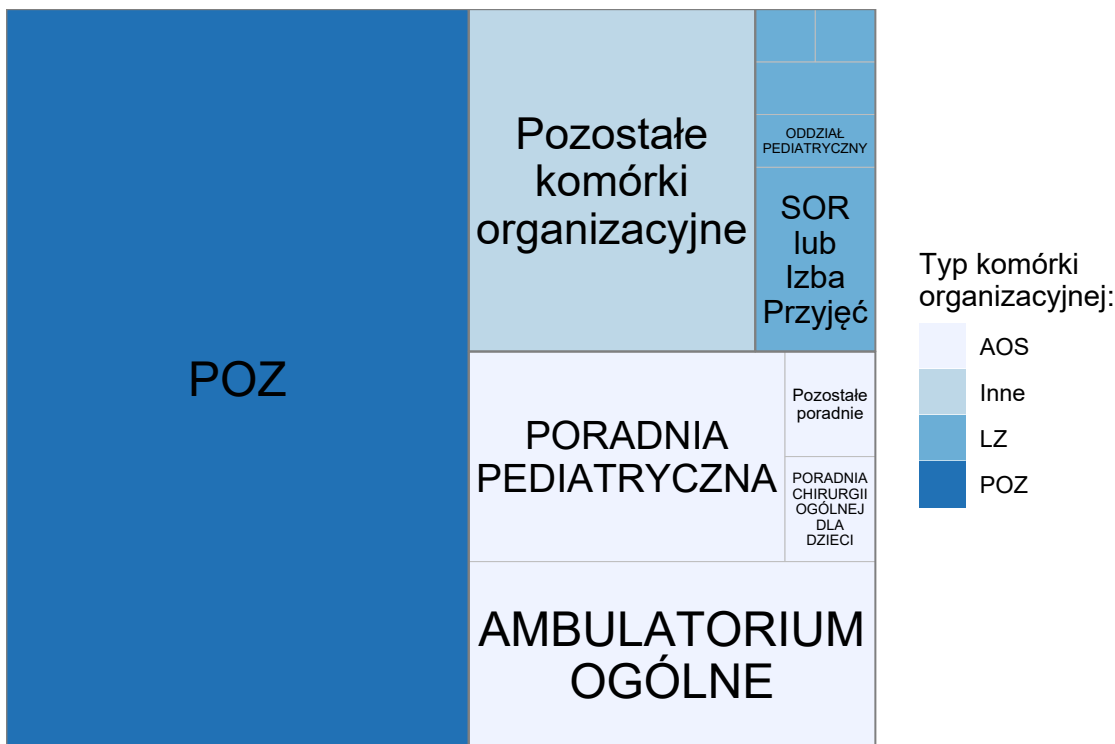 POZ
Pozostałe
komórki
organizacyjne
ODDZIAŁ
PEDIATRYCZNY
SOR
lub
Izba
Przyjęć
PORADNIA
PEDIATRYCZNA
Pozostałe
poradnie
PORADNIA
CHIRURGII
OGÓLNEJ
DLA
DZIECI
AMBULATORIUM
OGÓLNE
Typ komórki
organizacyjnej:
AOS
Inne
LZ
POZ